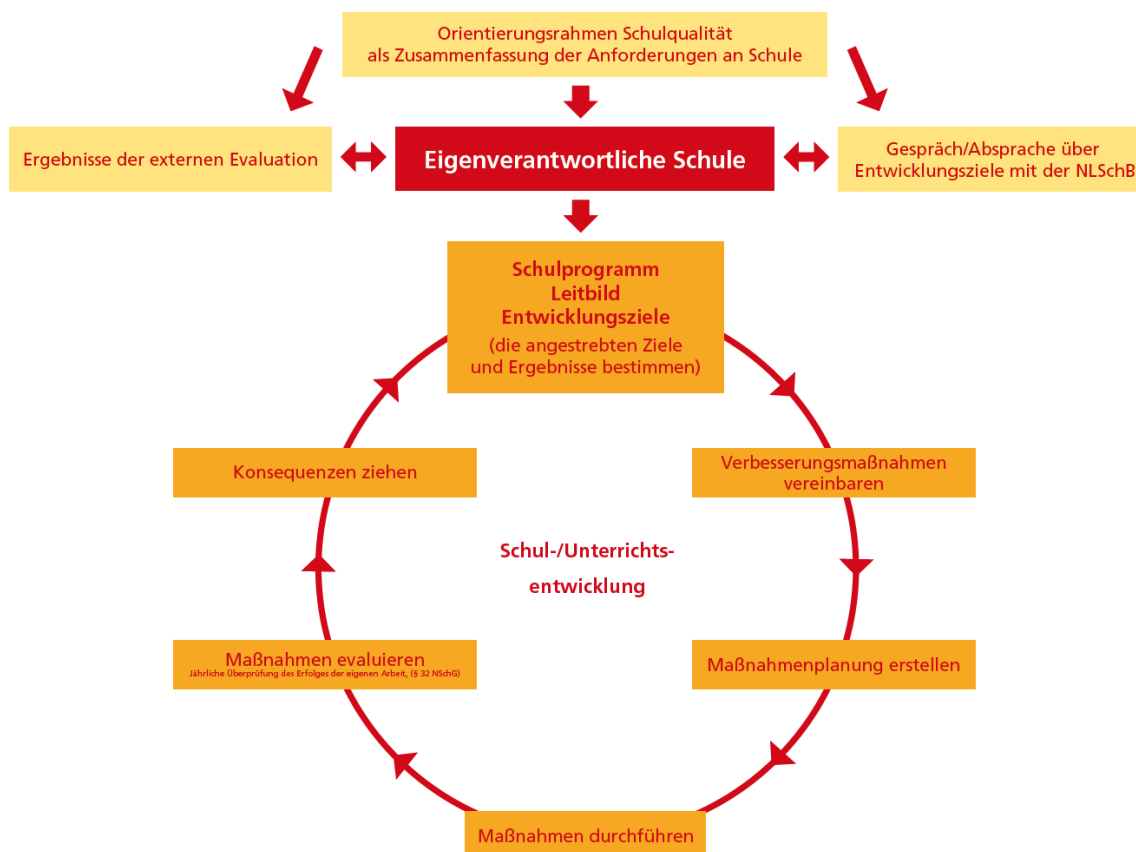 Orientierungsrahmen Schulqualität
als Zusammenfassung der Anforderungen an Schule
Ergebnisse der externen Evaluation
Eigenverantwortliche Schule
Gespräch/Absprache über
Entwicklungsziele mit der NLSchB
Schulprogramm
Leitbild
Entwicklungsziele
(die angestrebten Ziele
und Ergebnisse bestimmen)
Konsequenzen ziehen
Verbesserungsmaßnahmen
vereinbaren
Schul-/Unterrichts-
entwicklung
Maßnahmen evaluieren
Jährliche Überprüfung des Erfolges der eigenen Arbeit, (§ 32 NSchG)
Maßnahmenplanung erstellen
Maßnahmen durchführen